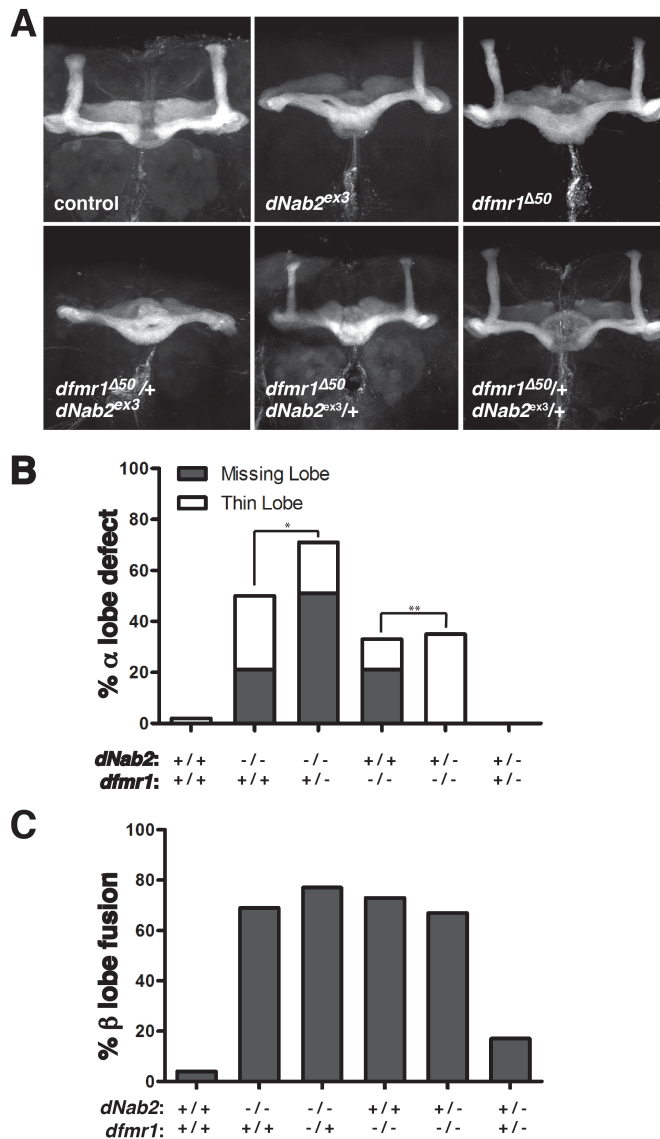 A
control
dNab2ex3
dfmr1Δ50
dfmr1Δ50/+
dNab2ex3
dfmr1Δ50
dNab2ex3/+
dfmr1Δ50/+
dNab2ex3/+
B
% α lobe defect
100
80
60
40
20
0
Missing Lobe
Thin Lobe
*
**
dNab2: +/+ -/- -/- +/+ +/- +/-
dfmr1: +/+ +/+ +/- -/- -/- +/-
C
% β lobe fusion
100
80
60
40
20
0
dNab2: +/+ -/- -/- +/+ +/- +/-
dfmr1: +/+ +/+ -/+ -/- -/- +/-